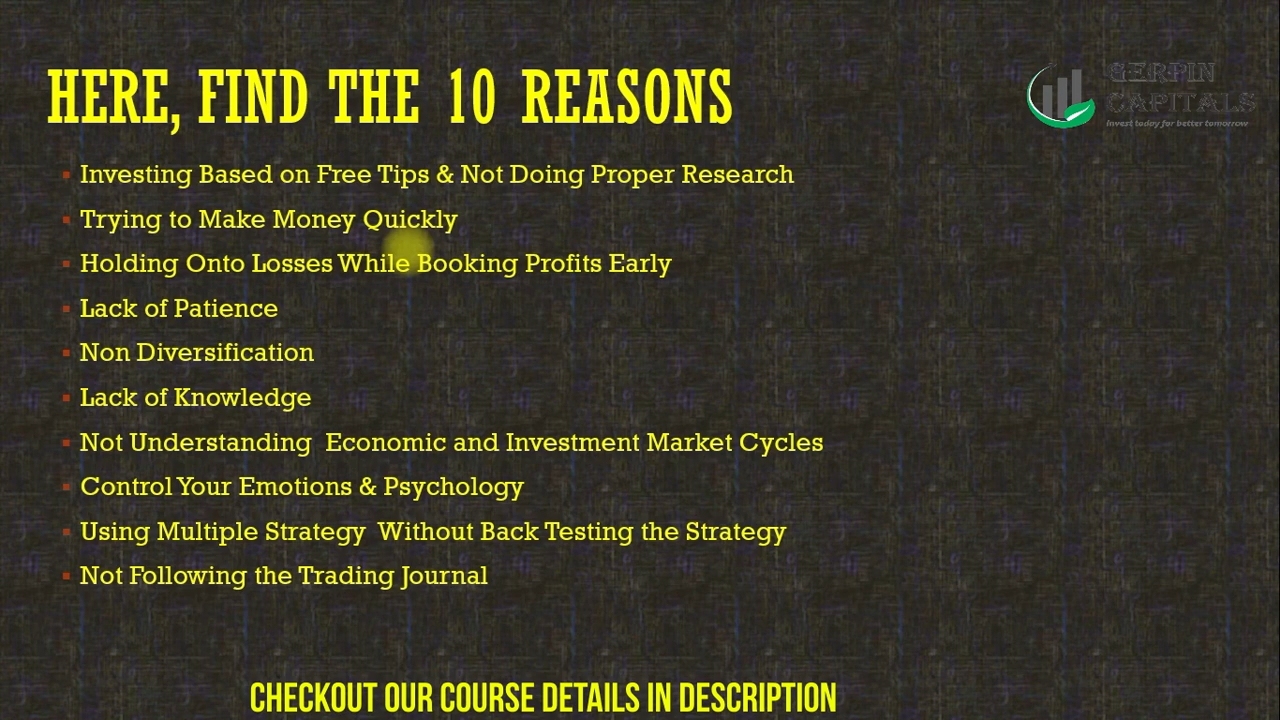 HERE, FIND THE 10 REASONS
GERPIN
CAPITALS
Invest today for better tomorrow
Investing Based on Free Tips & Not Doing Proper Research
Trying to Make Money Quickly
Holding Onto Losses While Booking Profits Early
Lack of Patience
Non Diversification
Lack of Knowledge
Not Understanding Economic and Investment Market Cycles
Control Your Emotions & Psychology
Using Multiple Strategy Without Back Testing the Strategy
Not Following the Trading Journal
CHECKOUT OUR COURSE DETAILS IN DESCRIPTION